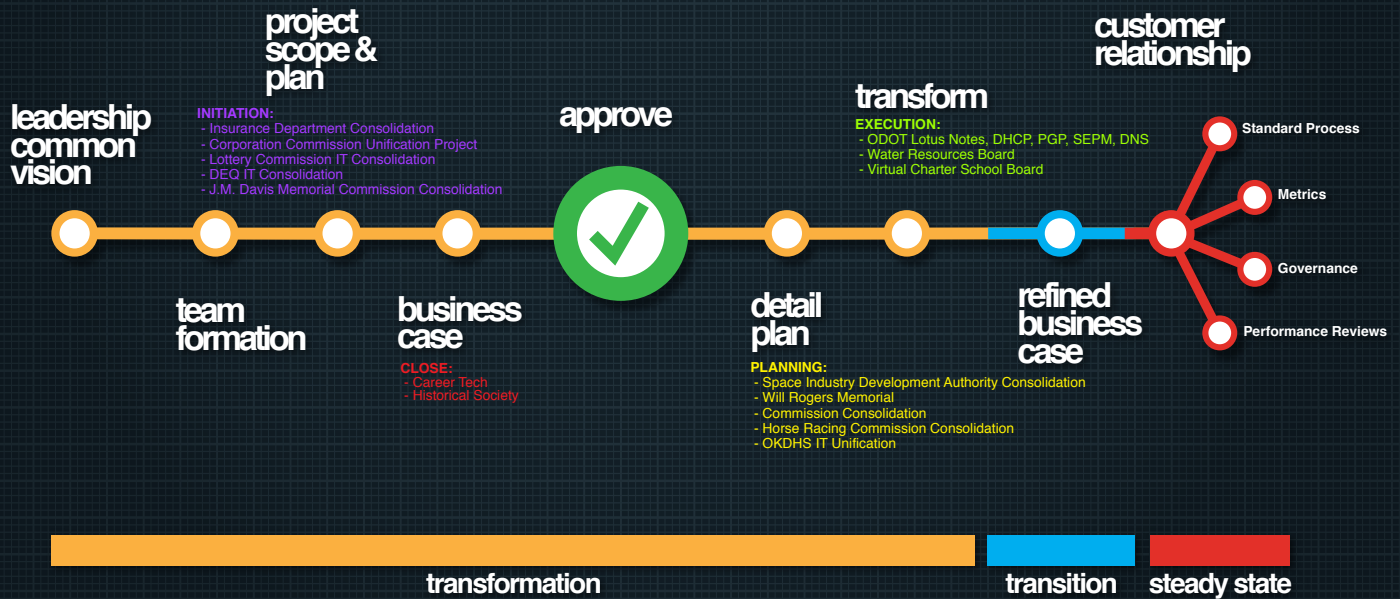 leadership
common
vision
project
scope &
plan
INITIATION:
- Insurance Department Consolidation
- Corporation Commission Unification Project
- Lottery Commission IT Consolidation
- DEQ IT Consolidation
- J.M. Davis Memorial Commission Consolidation
approve
transform
EXECUTION:
- ODOT Lotus Notes, DHCP, PGP, SEPM, DNS
- Water Resources Board
- Virtual Charter School Board
customer
relationship
Standard Process
Metrics
Governance
Performance Reviews
team
formation
business
case
CLOSE:
- Career Tech
- Historical Society
detail
plan
PLANNING:
- Space Industry Development Authority Consolidation
- Will Rogers Memorial
- Commission Consolidation
- Horse Racing Commission Consolidation
- OKDHS IT Unification
refined
business
case
transformation
transition
steady state